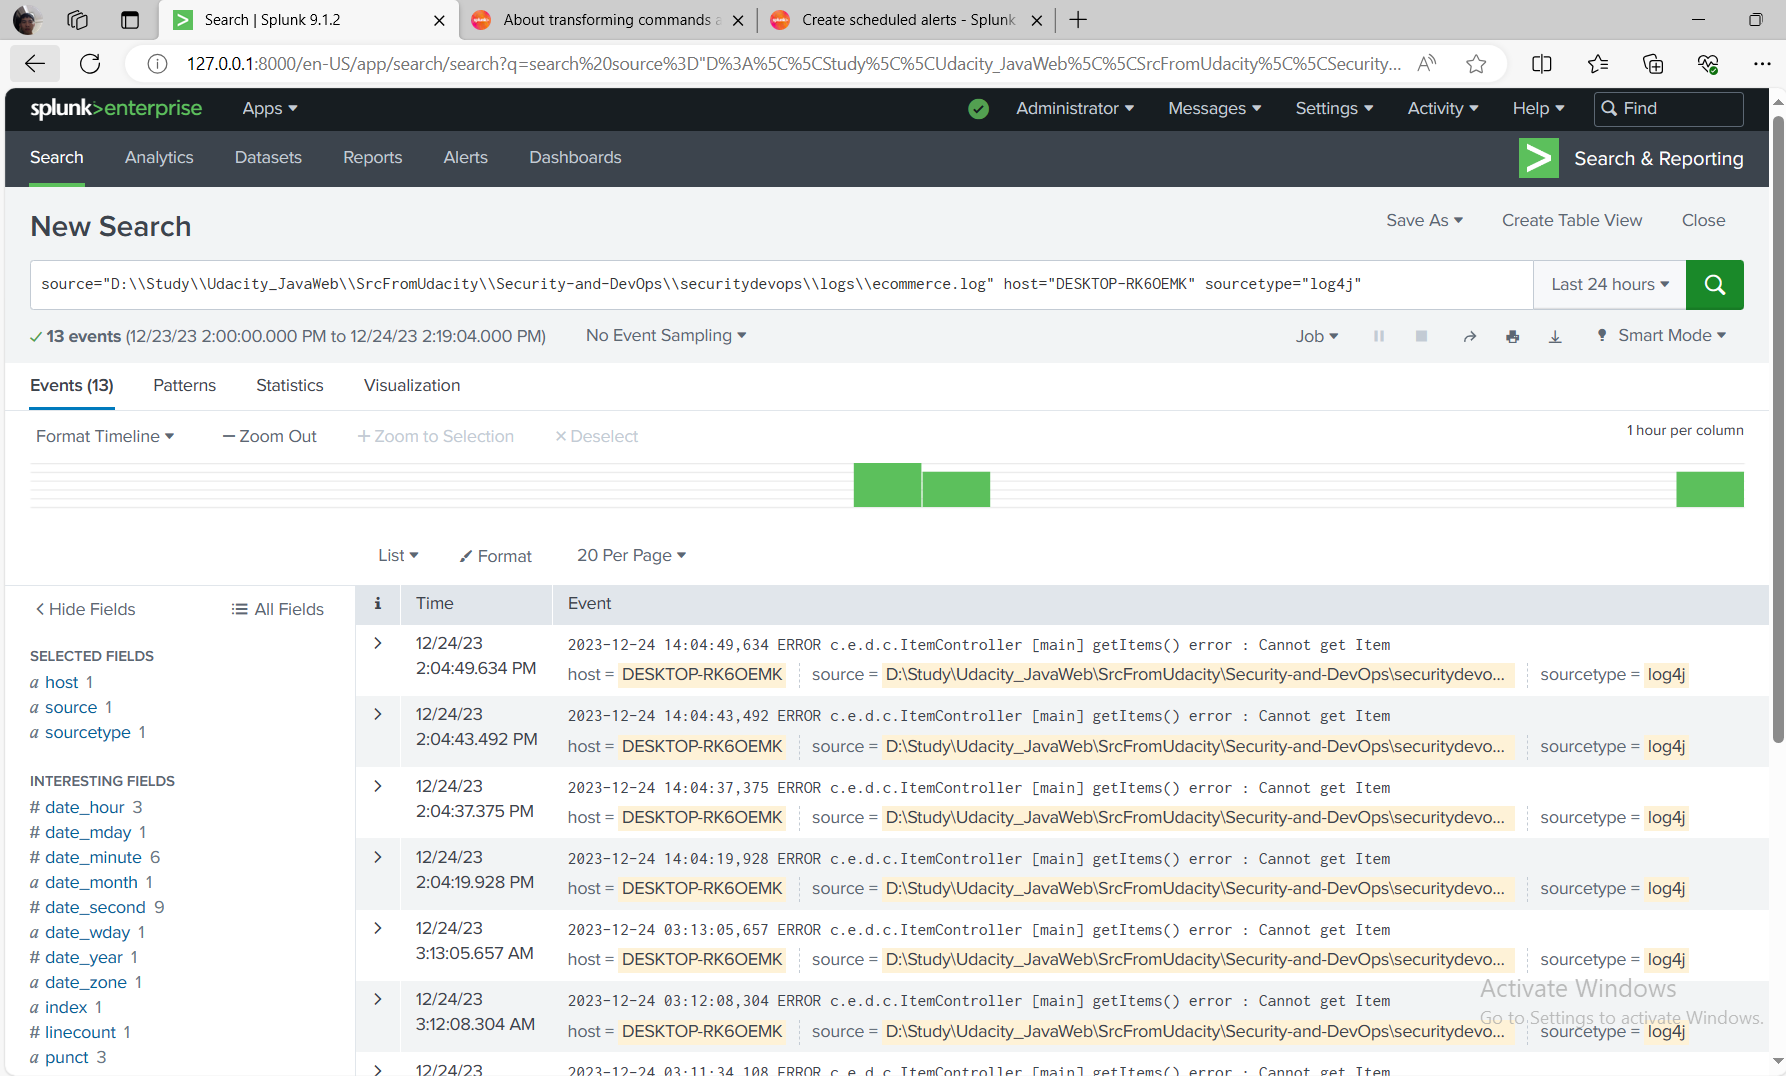 Search | Splunk 9.1.2
About transforming commands a
Create scheduled alerts - Splunk
127.0.0.1:8000/en-US/app/search/search?q=search%20source%3D"D%3A%5C%5CStudy%5C%5CUdacity_JavaWeb%5C%5CSrcFromUdacity%5C%5CSecurity...
splunk>enterprise Apps Administrator Messages Settings Activity Help Find
Search Analytics Datasets Reports Alerts Dashboards Search & Reporting
New Search Save As Create Table View Close
source="D:\\Study\\Udacity_JavaWeb\\SrcFromUdacity\\Security-and-DevOps\\securitydevops\\logs\\ecommerce.log" host="DESKTOP-RK6OEMK" sourcetype="log4j" Last 24 hours
13 events (12/23/23 2:00:00.000 PM to 12/24/23 2:19:04.000 PM) No Event Sampling Job Smart Mode
Events (13) Patterns Statistics Visualization
Format Timeline — Zoom Out + Zoom to Selection × Deselect 1 hour per column
List Format 20 Per Page
< Hide Fields All Fields
SELECTED FIELDS
a host 1
a source 1
a sourcetype 1
INTERESTING FIELDS
# date_hour 3
# date_mday 1
# date_minute 6
a date_month 1
# date_second 9
a date_wday 1
# date_year 1
a date_zone 1
a index 1
# linecount 1
a punct 3
i Time Event
12/24/23 2:04:49.634 PM
2023-12-24 14:04:49,634 ERROR c.e.d.c.ItemController [main] getItems() error : Cannot get Item
host = DESKTOP-RK6OEMK source = D:\Study\Udacity_JavaWeb\SrcFromUdacity\Security-and-DevOps\securitydevo... sourcetype = log4j
12/24/23 2:04:43.492 PM
2023-12-24 14:04:43,492 ERROR c.e.d.c.ItemController [main] getItems() error : Cannot get Item
host = DESKTOP-RK6OEMK source = D:\Study\Udacity_JavaWeb\SrcFromUdacity\Security-and-DevOps\securitydevo... sourcetype = log4j
12/24/23 2:04:37.375 PM
2023-12-24 14:04:37,375 ERROR c.e.d.c.ItemController [main] getItems() error : Cannot get Item
host = DESKTOP-RK6OEMK source = D:\Study\Udacity_JavaWeb\SrcFromUdacity\Security-and-DevOps\securitydevo... sourcetype = log4j
12/24/23 2:04:19.928 PM
2023-12-24 14:04:19,928 ERROR c.e.d.c.ItemController [main] getItems() error : Cannot get Item
host = DESKTOP-RK6OEMK source = D:\Study\Udacity_JavaWeb\SrcFromUdacity\Security-and-DevOps\securitydevo... sourcetype = log4j
12/24/23 3:13:05.657 AM
2023-12-24 03:13:05,657 ERROR c.e.d.c.ItemController [main] getItems() error : Cannot get Item
host = DESKTOP-RK6OEMK source = D:\Study\Udacity_JavaWeb\SrcFromUdacity\Security-and-DevOps\securitydevo... sourcetype = log4j
12/24/23 3:12:08.304 AM
2023-12-24 03:12:08,304 ERROR c.e.d.c.ItemController [main] getItems() error : Cannot get Item
host = DESKTOP-RK6OEMK source = D:\Study\Udacity_JavaWeb\SrcFromUdacity\Security-and-DevOps\securitydevo... sourcetype = log4j
12/24/23
2023-12-24 03:11:34,108 ERROR c.e.d.c.ItemController [main] getItems() error : Cannot get Item
Activate Windows
Go to Settings to activate Windows.